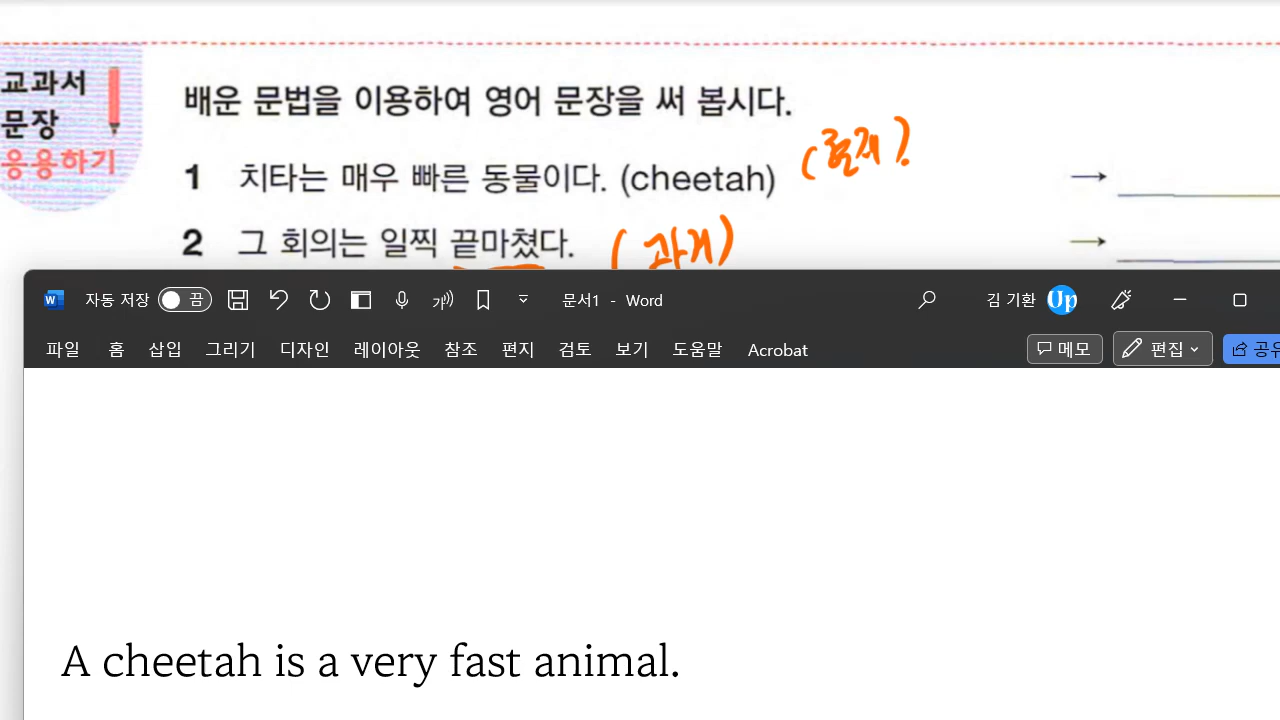 교과서
문장
응용하기
배운 문법을 이용하여 영어 문장을 써 봅시다.
1 치타는 매우 빠른 동물이다. (cheetah) →
2 그 회의는 일찍 끝마쳤다. (과거) →
자동 저장 끔 가)) 문서1 - Word 김 기환 Up
파일 홈 삽입 그리기 디자인 레이아웃 참조 편지 검토 보기 도움말 Acrobat 메모 편집 공유
A cheetah is a very fast animal.